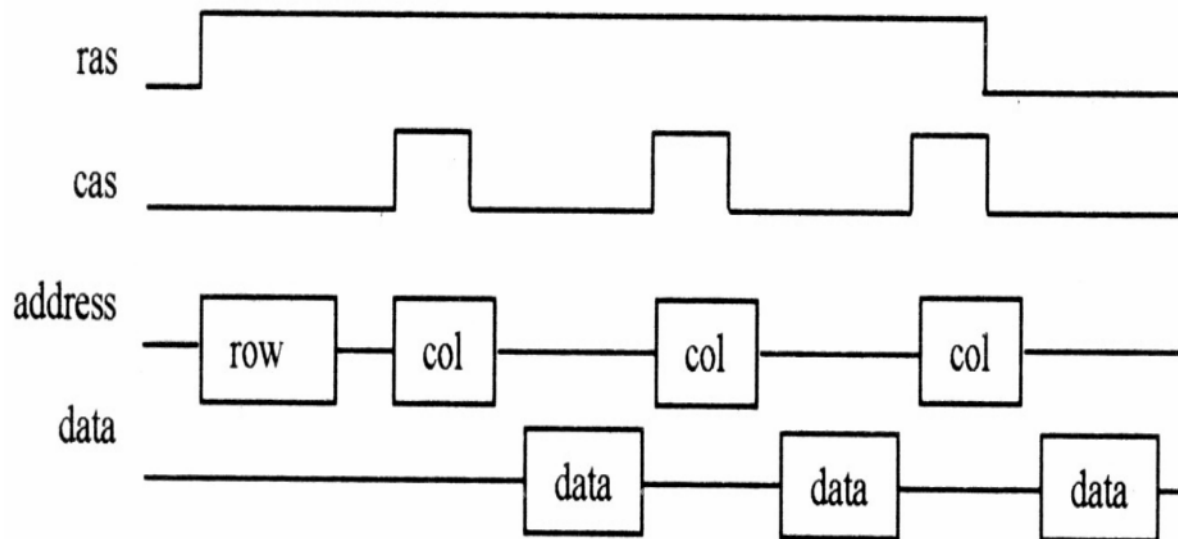 ras
cas
address
row col col col
data
data data data